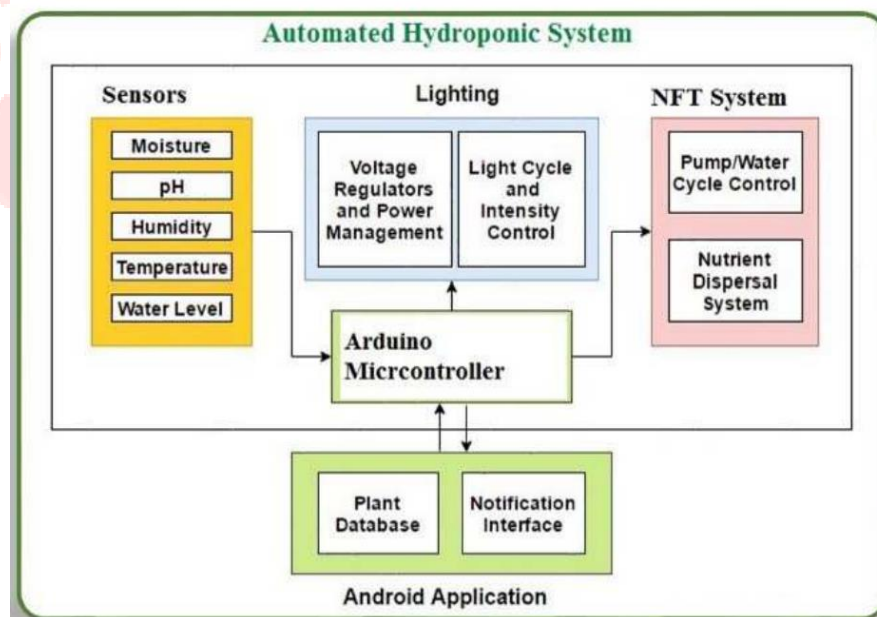 Automated Hydroponic System
Sensors
Moisture
pH
Humidity
Temperature
Water Level
Lighting
Voltage
Regulators
and Power
Management
Light Cycle
and
Intensity
Control
NFT System
Pump/Water
Cycle Control
Nutrient
Dispersal
System
Arduino
Micrcontroller
Plant
Database
Notification
Interface
Android Application